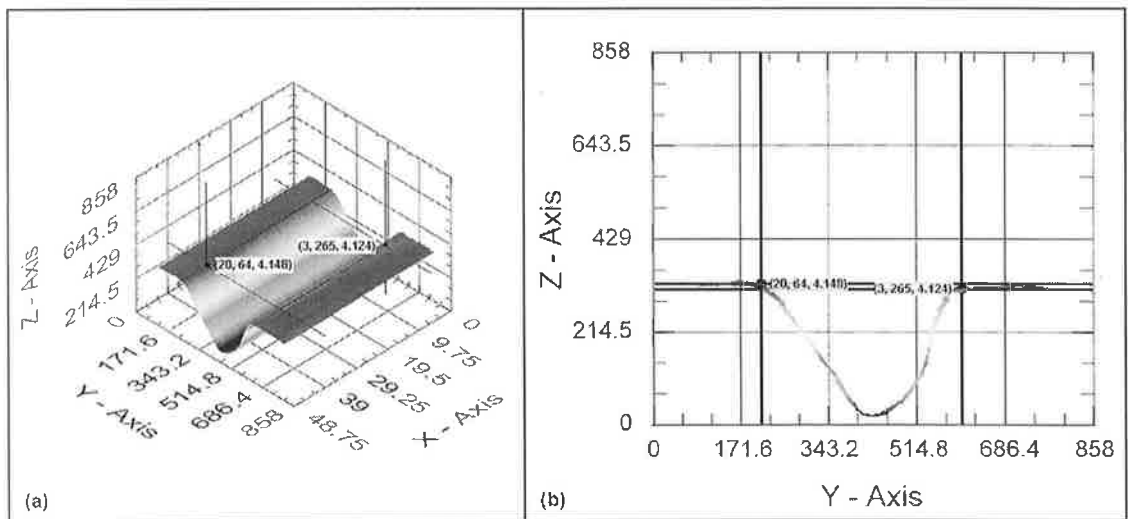 858
643.5
429
214.5
0
Z - Axis
(3, 265, 4.124)
(20, 64, 4.148)
171.6
343.2
514.8
686.4
858
Y - Axis
0
9.75
19.5
29.25
39
48.75
X - Axis
(a)
858
643.5
429
214.5
0
Z - Axis
(20, 64, 4.148)
(3, 265, 4.124)
0 171.6 343.2 514.8 686.4 858
Y - Axis
(b)